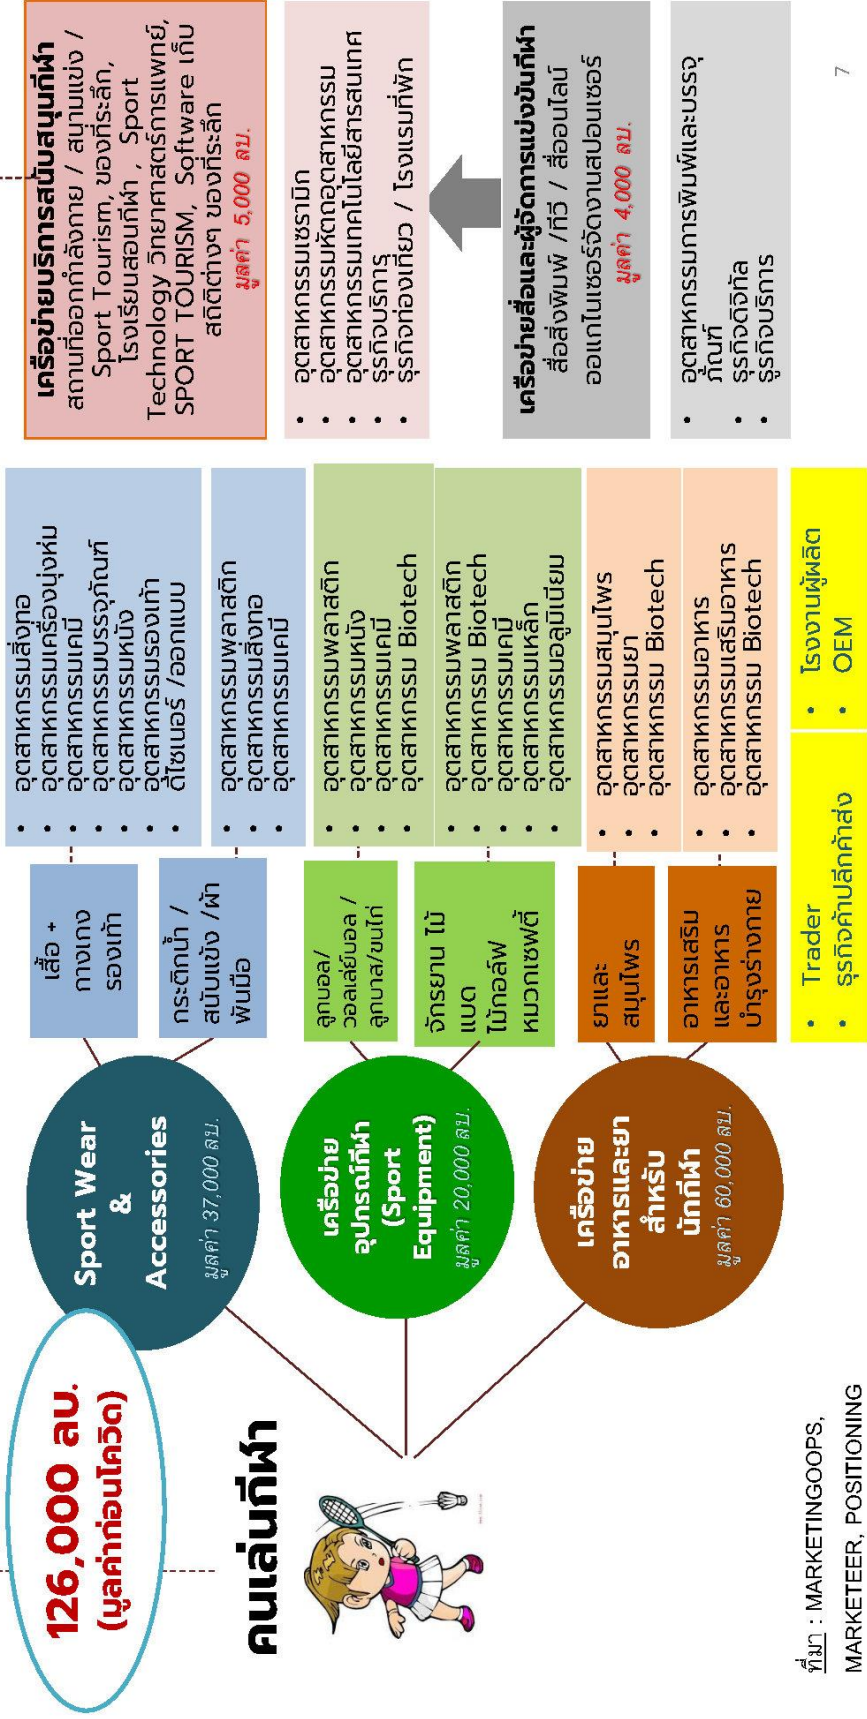 126,000 ลบ.
(มูลค่าก่อนโควิด)
คนเล่นกีฬา
Sport Wear
&
Accessories
มูลค่า 37,000 ลบ.
เสื้อ +
กางเกง
รองเท้า
• อุตสาหกรรมสิ่งทอ
• อุตสาหกรรมเครื่องนุ่งห่ม
• อุตสาหกรรมเคมี
• อุตสาหกรรมบรรจุภัณฑ์
• อุตสาหกรรมหนัง
• อุตสาหกรรมรองเท้า
• ดีไซเนอร์ /ออกแบบ
กระติกน้ำ /
สนับแข้ง /ผ้า
พันมือ
• อุตสาหกรรมพลาสติก
• อุตสาหกรรมสิ่งทอ
• อุตสาหกรรมเคมี
เครือข่าย
อุปกรณ์กีฬา
(Sport
Equipment)
มูลค่า 20,000 ลบ.
ลูกบอล/
วอลเล่ย์บอล /
ลูกบาส/ขนไก่
• อุตสาหกรรมพลาสติก
• อุตสาหกรรมหนัง
• อุตสาหกรรมเคมี
• อุตสาหกรรม Biotech
จักรยาน ไม้
แบด
ไม้กอล์ฟ
หมวกเซฟตี้
• อุตสาหกรรมพลาสติก
• อุตสาหกรรม Biotech
• อุตสาหกรรมเคมี
• อุตสาหกรรมเหล็ก
• อุตสาหกรรมอลูมิเนียม
เครือข่าย
อาหารและยา
สำหรับ
นักกีฬา
มูลค่า 60,000 ลบ.
ยาและ
สมุนไพร
• อุตสาหกรรมสมุนไพร
• อุตสาหกรรมยา
• อุตสาหกรรม Biotech
อาหารเสริม
และอาหาร
บำรุงร่างกาย
• อุตสาหกรรมอาหาร
• อุตสาหกรรมเสริมอาหาร
• อุตสาหกรรม Biotech
• Trader
• ธุรกิจค้าปลีกค้าส่ง
• โรงงานผู้ผลิต
• OEM
เครือข่ายบริการสนับสนุนกีฬา
สถานที่ออกกำลังกาย / สนามแข่ง /
Sport Tourism, ของที่ระลึก,
โรงเรียนสอนกีฬา , Sport
Technology วิทยาศาสตร์การแพทย์,
SPORT TOURISM, Software เก็บ
สถิติต่างๆ ของที่ระลึก
มูลค่า 5,000 ลบ.
• อุตสาหกรรมเซรามิก
• อุตสาหกรรมหัตถอุตสาหกรรม
• อุตสาหกรรมเทคโนโลยีสารสนเทศ
• ธุรกิจบริการ
• ธุรกิจท่องเที่ยว / โรงแรมที่พัก
เครือข่ายสื่อและผู้จัดการแข่งขันกีฬา
สื่อสิ่งพิมพ์ /ทีวี / สื่ออนไลน์
ออแกไนเซอร์จัดงานสปอนเซอร์
มูลค่า 4,000 ลบ.
• อุตสาหกรรมการพิมพ์และบรรจุ
ภัณฑ์
• ธุรกิจดิจิทัล
• ธุรกิจบริการ
ที่มา : MARKETINGOOPS,
MARKETEER, POSITIONING
7